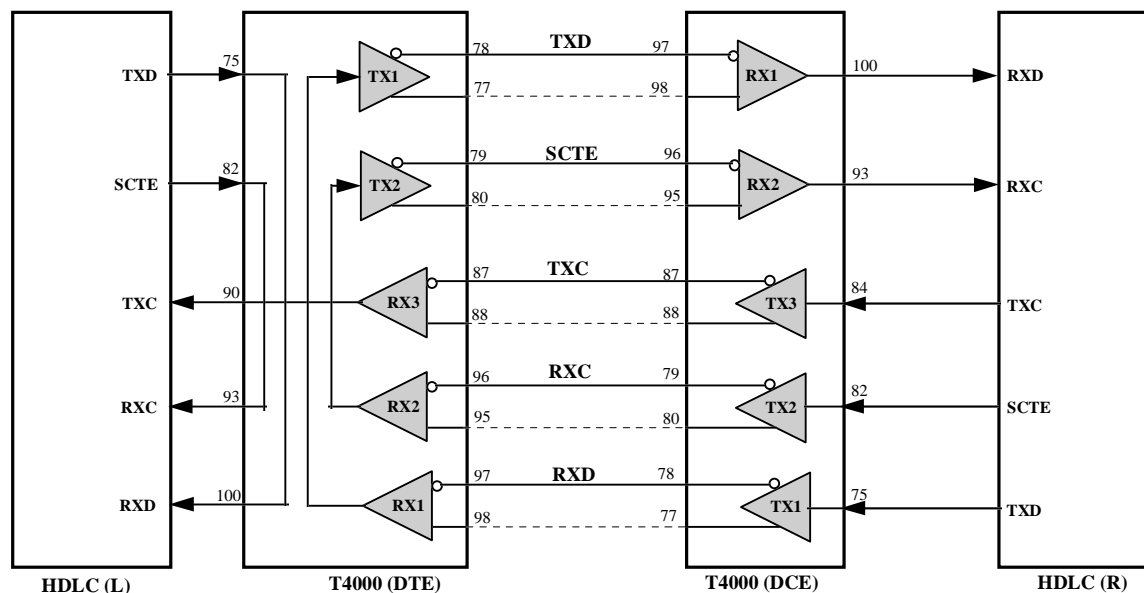 TXD 75 TX1 78 TXD 97 RX1 100 RXD
77 98
SCTE 82 TX2 79 SCTE 96 RX2 93 RXC
80 95
TXC 90 RX3 87 TXC 87 TX3 84 TXC
88 88
RXC 93 RX2 96 RXC 79 TX2 82 SCTE
95 80
RXD 100 RX1 97 RXD 78 TX1 75 TXD
98 77
HDLC (L) T4000 (DTE) T4000 (DCE) HDLC (R)